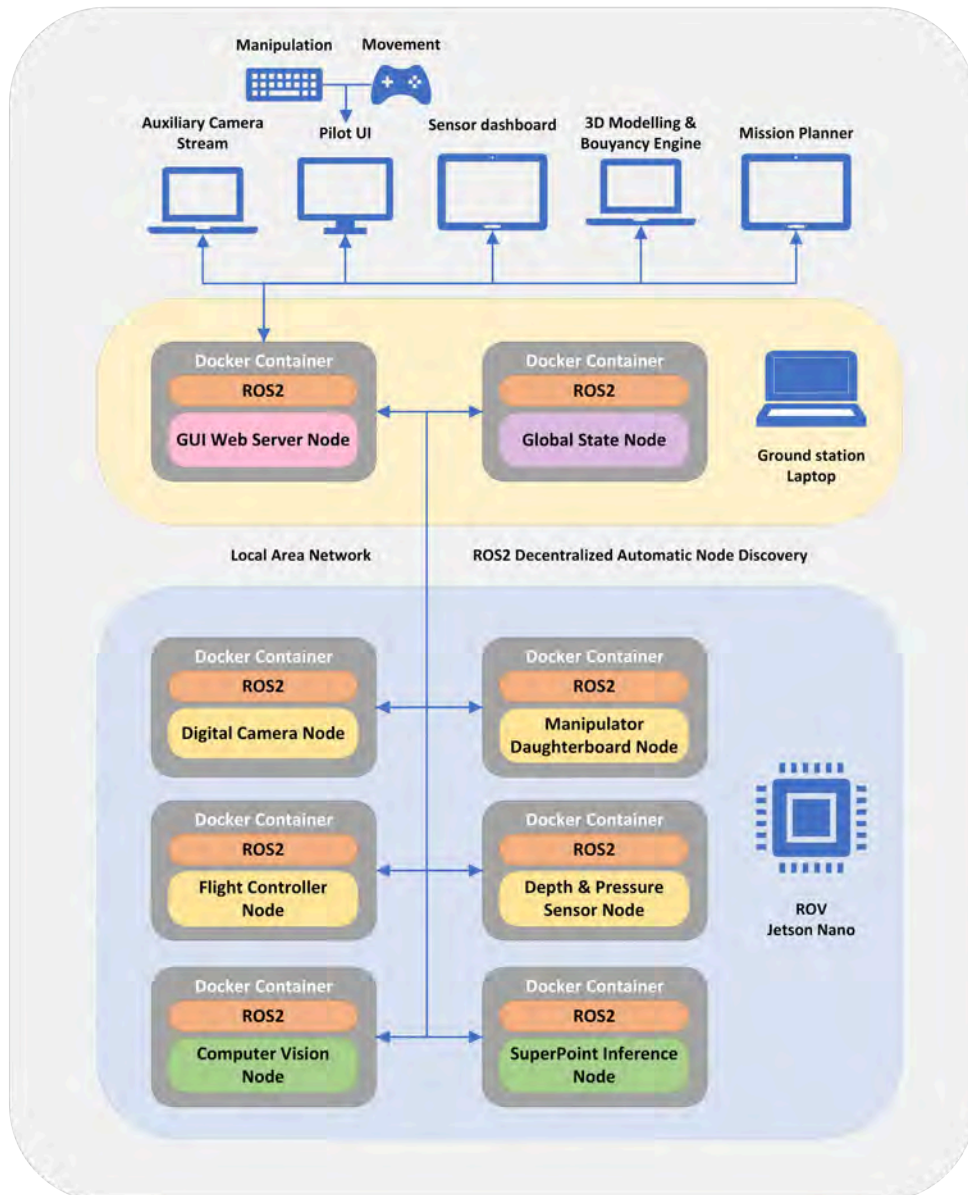 Manipulation
Movement
Auxiliary Camera
Stream
Pilot UI
Sensor dashboard
3D Modelling &
Bouyancy Engine
Mission Planner
Docker Container
ROS2
GUI Web Server Node
Docker Container
ROS2
Global State Node
Ground station
Laptop
Local Area Network
ROS2 Decentralized Automatic Node Discovery
Docker Container
ROS2
Digital Camera Node
Docker Container
ROS2
Manipulator
Daughterboard Node
Docker Container
ROS2
Flight Controller
Node
Docker Container
ROS2
Depth & Pressure
Sensor Node
ROV
Jetson Nano
Docker Container
ROS2
Computer Vision
Node
Docker Container
ROS2
SuperPoint Inference
Node